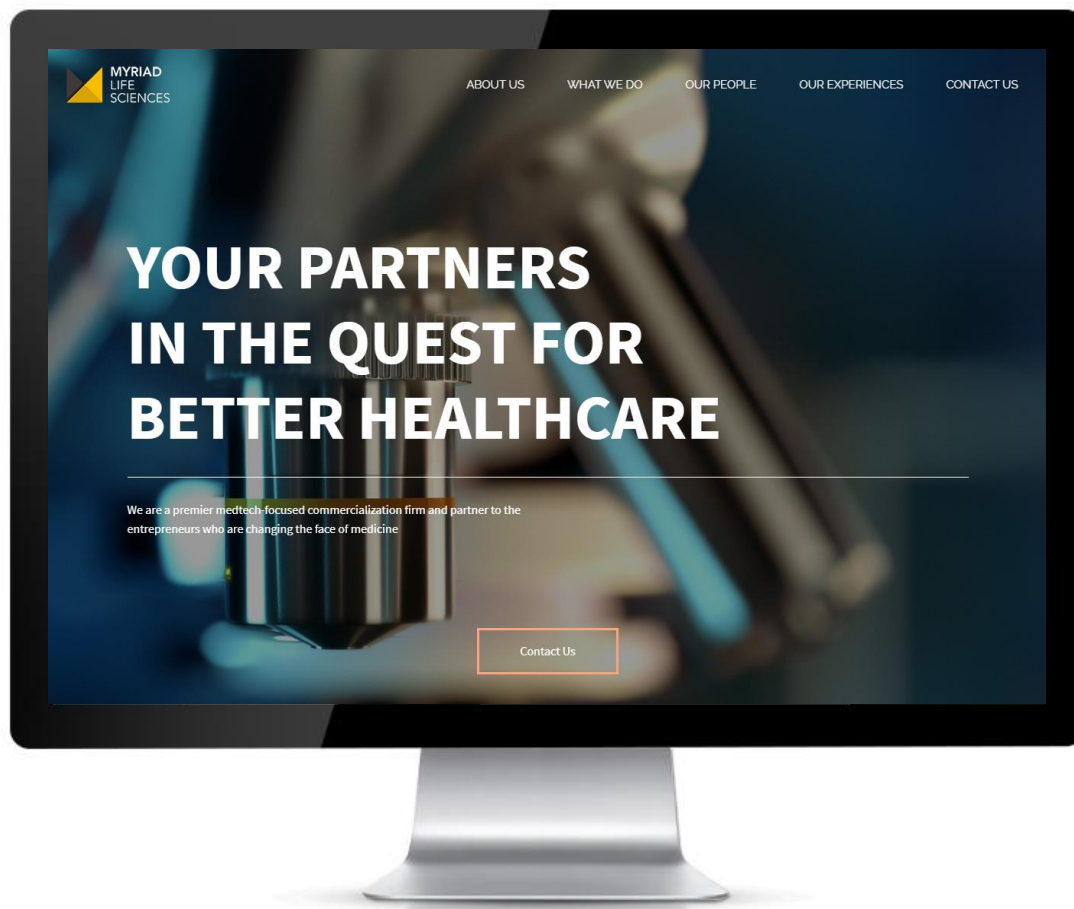 MYRIAD
LIFE
SCIENCES
ABOUT US
WHAT WE DO
OUR PEOPLE
OUR EXPERIENCES
CONTACT US
YOUR PARTNERS
IN THE QUEST FOR
BETTER HEALTHCARE
We are a premier medtech-focused commercialization firm and partner to the
entrepreneurs who are changing the face of medicine
Contact Us